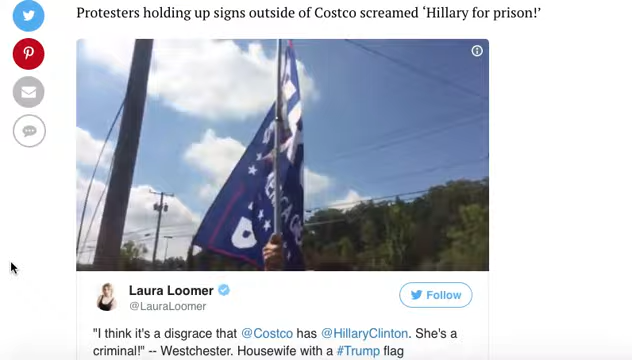 Protesters holding up signs outside of Costco screamed ‘Hillary for prison!’
Laura Loomer
@LauraLoomer
Follow
"I think it's a disgrace that @Costco has @HillaryClinton. She's a
criminal!" -- Westchester. Housewife with a #Trump flag